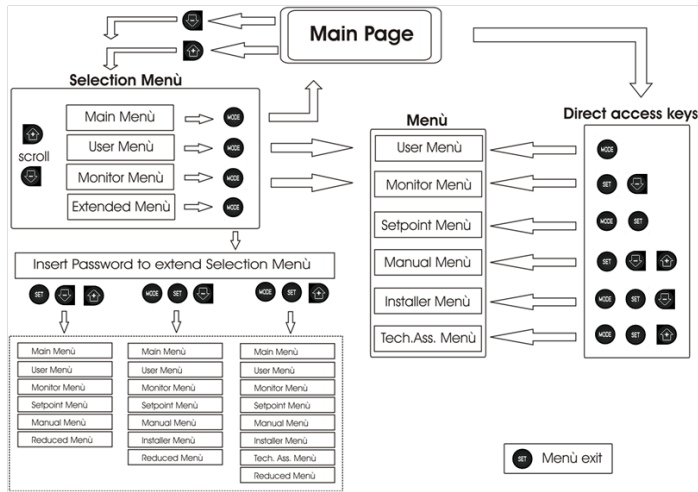 Main Page
Selection Menù
Main Menù
MODE
User Menù
MODE
Monitor Menù
MODE
Extended Menù
MODE
scroll
Menù
User Menù
Monitor Menù
Setpoint Menù
Manual Menù
Installer Menù
Tech.Ass. Menù
Direct access keys
MODE
SET
MODE SET
SET
MODE SET
MODE SET
Insert Password to extend Selection Menù
SET
MODE SET
MODE SET
Main Menù
User Menù
Monitor Menù
Setpoint Menù
Manual Menù
Reduced Menù
Main Menù
User Menù
Monitor Menù
Setpoint Menù
Manual Menù
Installer Menù
Reduced Menù
Main Menù
User Menù
Monitor Menù
Setpoint Menù
Manual Menù
Installer Menù
Tech. Ass. Menù
Reduced Menù
SET Menù exit